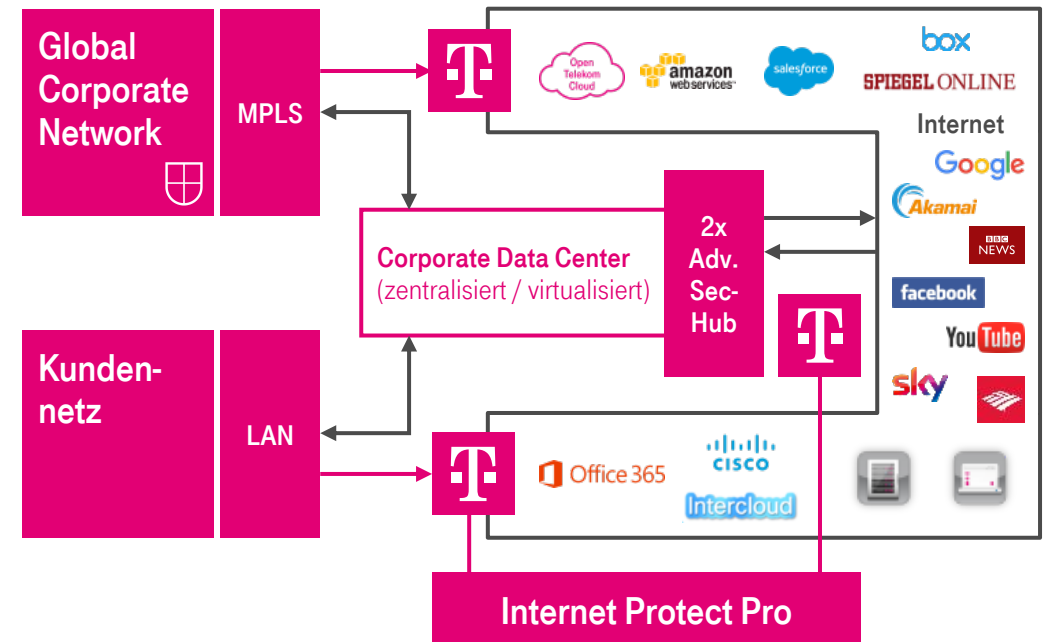 Global
Corporate
Network
MPLS
T
Open
Telekom
Cloud
amazon
webservices™
salesforce
box
SPIEGEL ONLINE
Internet
Google
Akamai
BBC
NEWS
facebook
YouTube
sky
Corporate Data Center
(zentralisiert / virtualisiert)
2x
Adv.
Sec-
Hub
T
Kunden-
netz
LAN
T
Office 365
CISCO
Intercloud
Internet Protect Pro